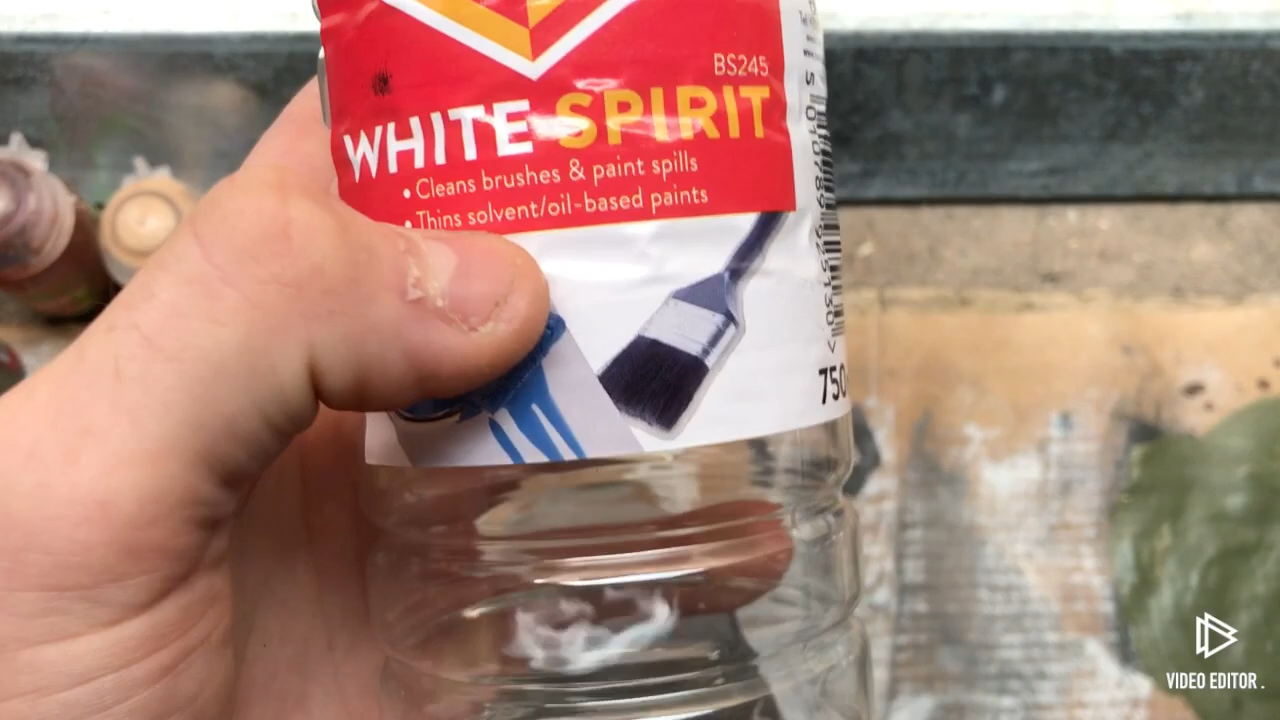 BS245
WHITE SPIRIT
• Cleans brushes & paint spills
• Thins solvent/oil-based paints
750
VIDEO EDITOR.